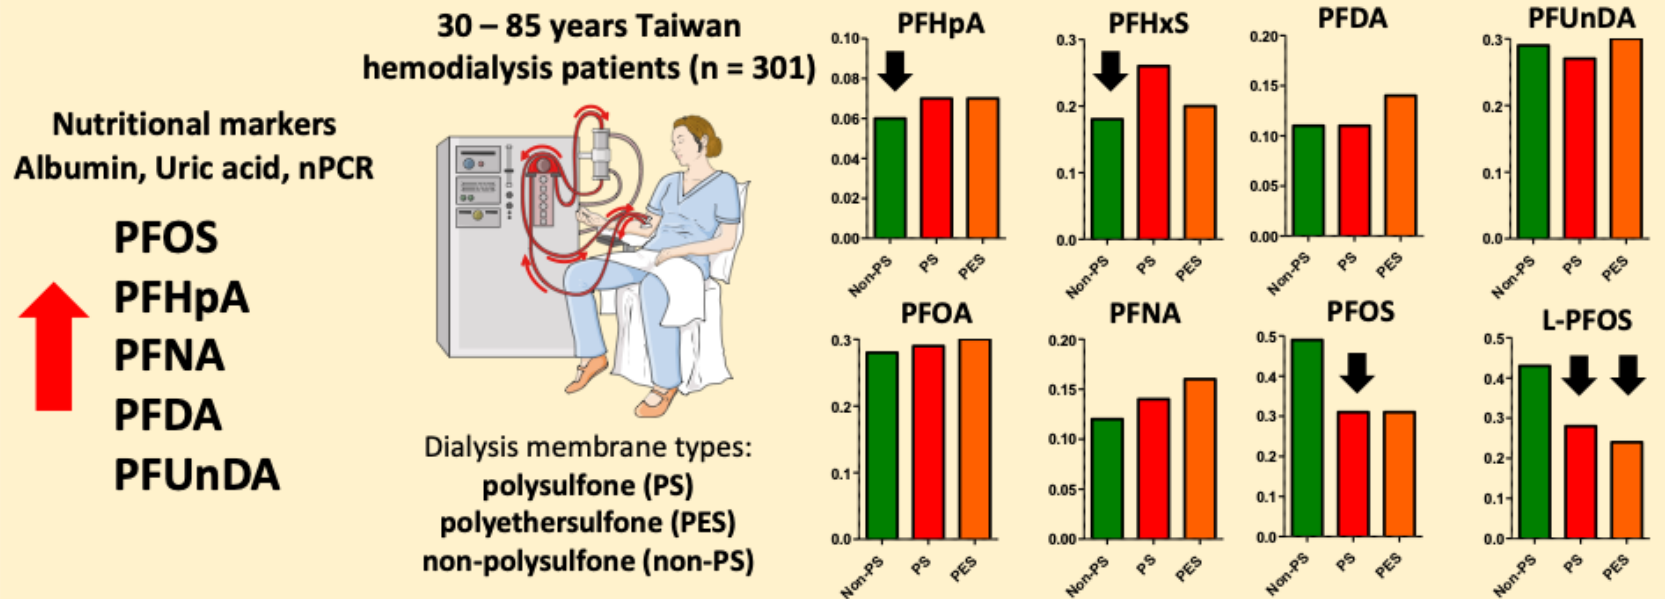 30 – 85 years Taiwan
hemodialysis patients (n = 301)
Nutritional markers
Albumin, Uric acid, nPCR
PFOS
PFHpA
PFNA
PFDA
PFUnDA
Dialysis membrane types:
polysulfone (PS)
polyethersulfone (PES)
non-polysulfone (non-PS)
PFHpA
0.10
0.08
0.06
0.04
0.02
0.00
Non-PS
PS
PES
PFHxS
0.3
0.2
0.1
0.0
Non-PS
PS
PES
PFDA
0.20
0.15
0.10
0.05
0.00
Non-PS
PS
PES
PFUnDA
0.3
0.2
0.1
0.0
Non-PS
PS
PES
PFOA
0.3
0.2
0.1
0.0
Non-PS
PS
PES
PFNA
0.20
0.15
0.10
0.05
0.00
Non-PS
PS
PES
PFOS
0.5
0.4
0.3
0.2
0.1
0.0
Non-PS
PS
PES
L-PFOS
0.5
0.4
0.3
0.2
0.1
0.0
Non-PS
PS
PES